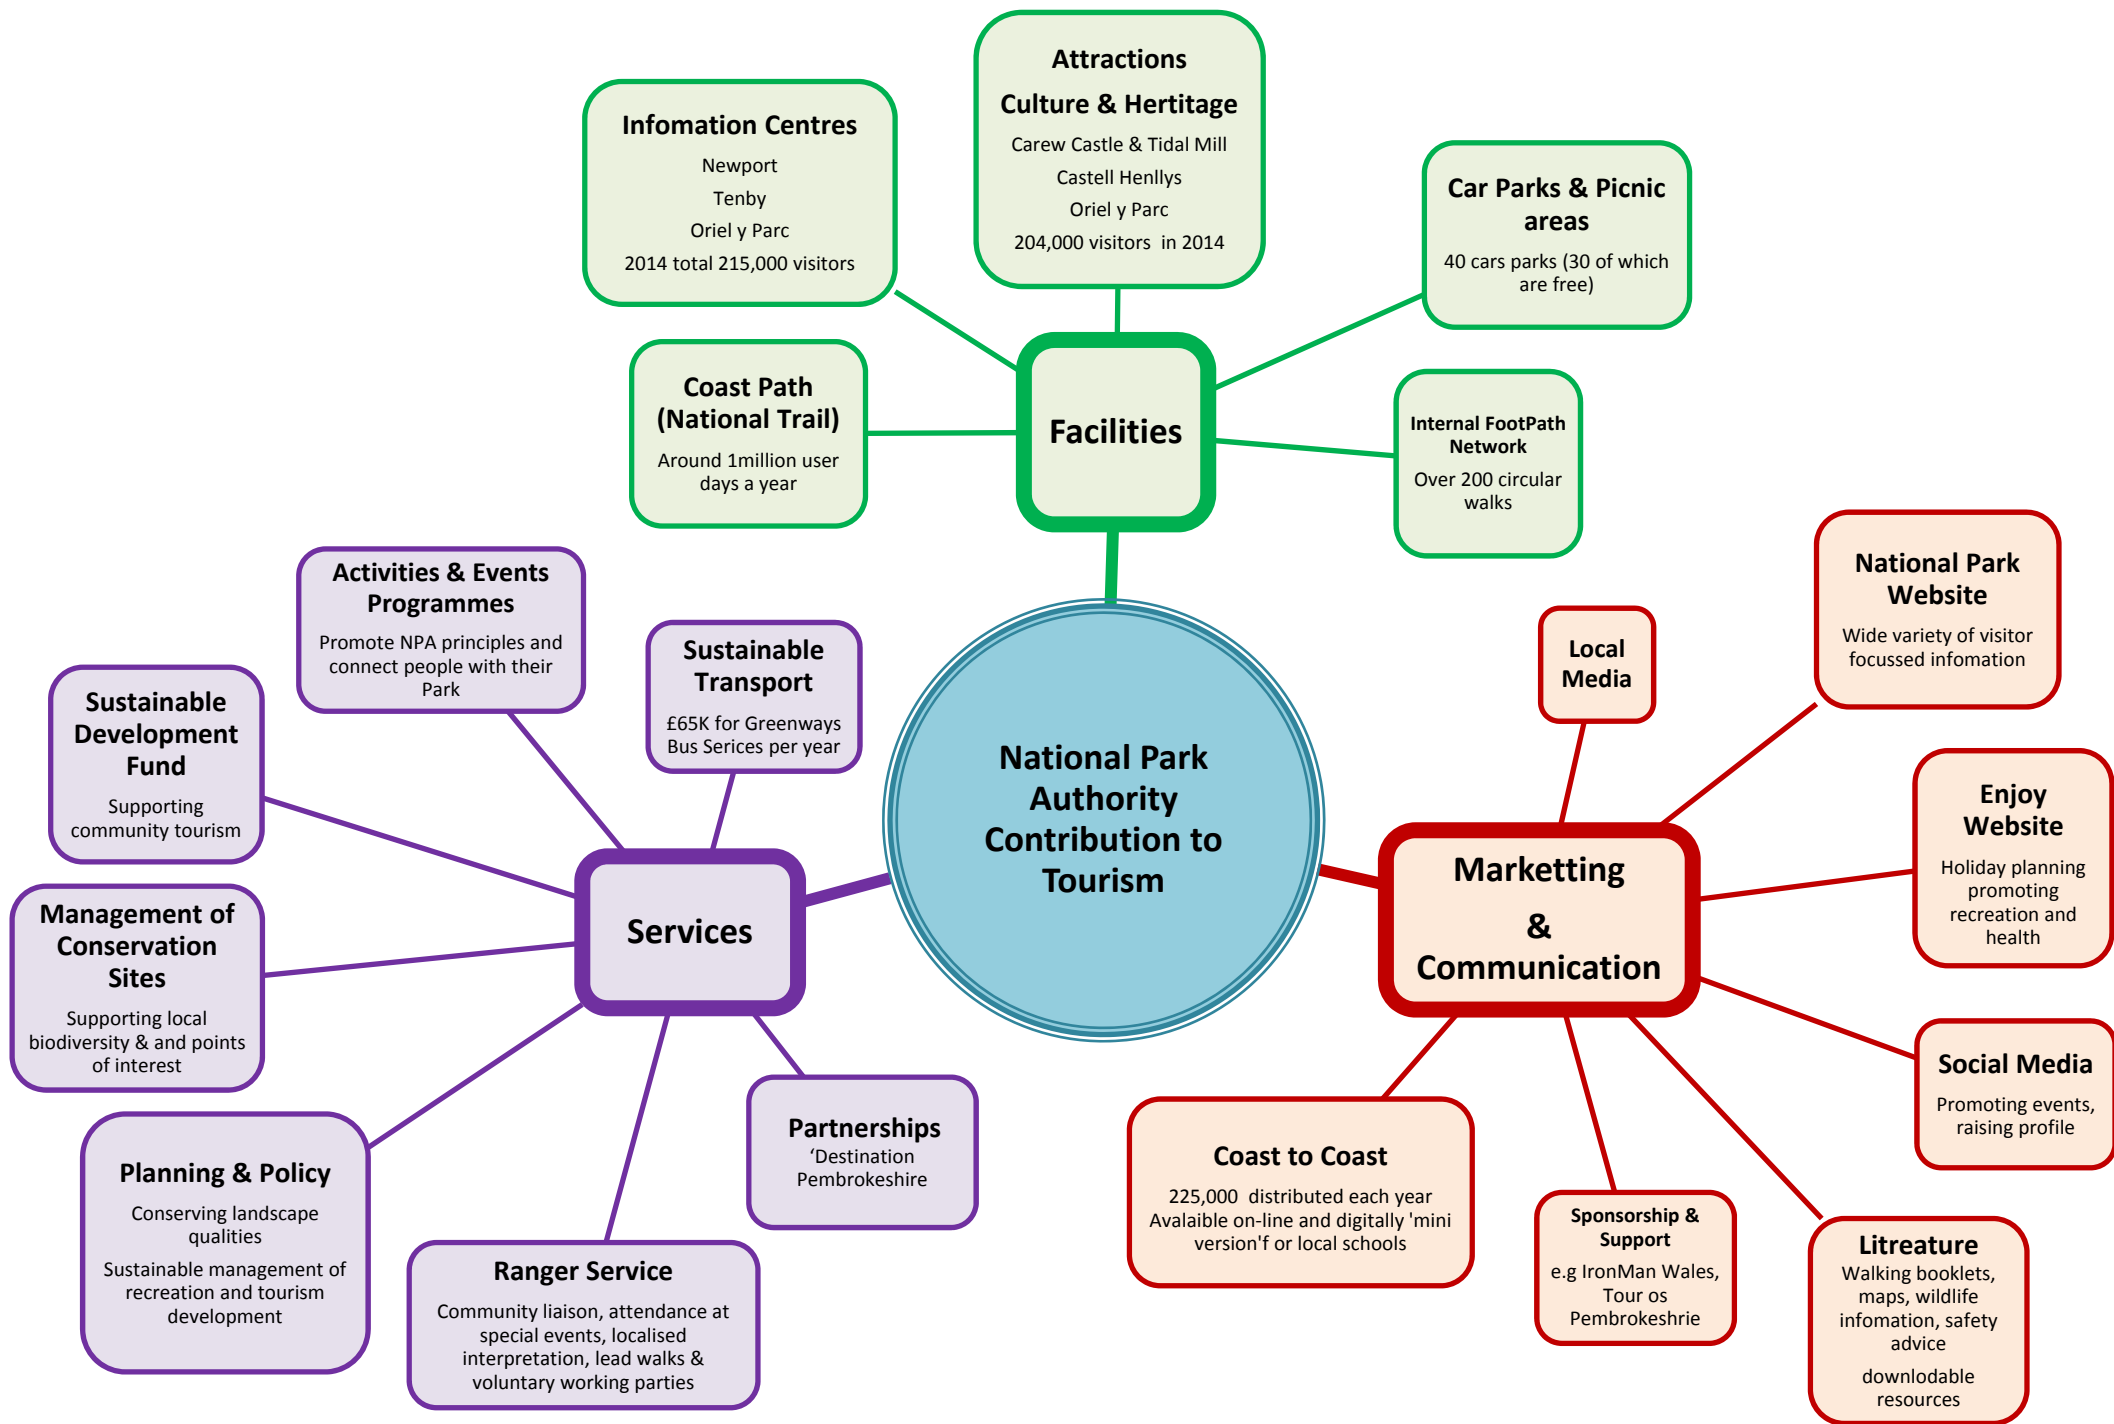 Attractions
Culture & Hertitage
Carew Castle & Tidal Mill
Castell Henllys
Oriel y Parc
204,000 visitors  in 2014
Infomation Centres
Newport
Tenby
Oriel y Parc
2014 total 215,000 visitors
Car Parks & Picnic
areas
40 cars parks (30 of which
are free)
Coast Path
(National Trail)
Around 1million user
days a year
Facilities
Internal FootPath
Network
Over 200 circular
walks
National Park
Authority
Contribution to
Tourism
Activities & Events
Programmes
Promote NPA principles and
connect people with their
Park
Sustainable
Transport
£65K for Greenways
Bus Serices per year
Sustainable
Development
Fund
Supporting
community tourism
Management of
Conservation
Sites
Supporting local
biodiversity & and points
of interest
Services
Planning & Policy
Conserving landscape
qualities
Sustainable management of
recreation and tourism
development
Ranger Service
Community liaison, attendance at
special events, localised
interpretation, lead walks &
voluntary working parties
Partnerships
‘Destination
Pembrokeshire
Local
Media
National Park
Website
Wide variety of visitor
focussed infomation
Enjoy
Website
Holiday planning
promoting
recreation and
health
Marketting
&
Communication
Social Media
Promoting events,
raising profile
Coast to Coast
225,000  distributed each year
Avalaible on-line and digitally 'mini
version'f or local schools
Sponsorship &
Support
e.g IronMan Wales,
Tour os
Pembrokeshrie
Litreature
Walking booklets,
maps, wildlife
infomation, safety
advice
downlodable
resources